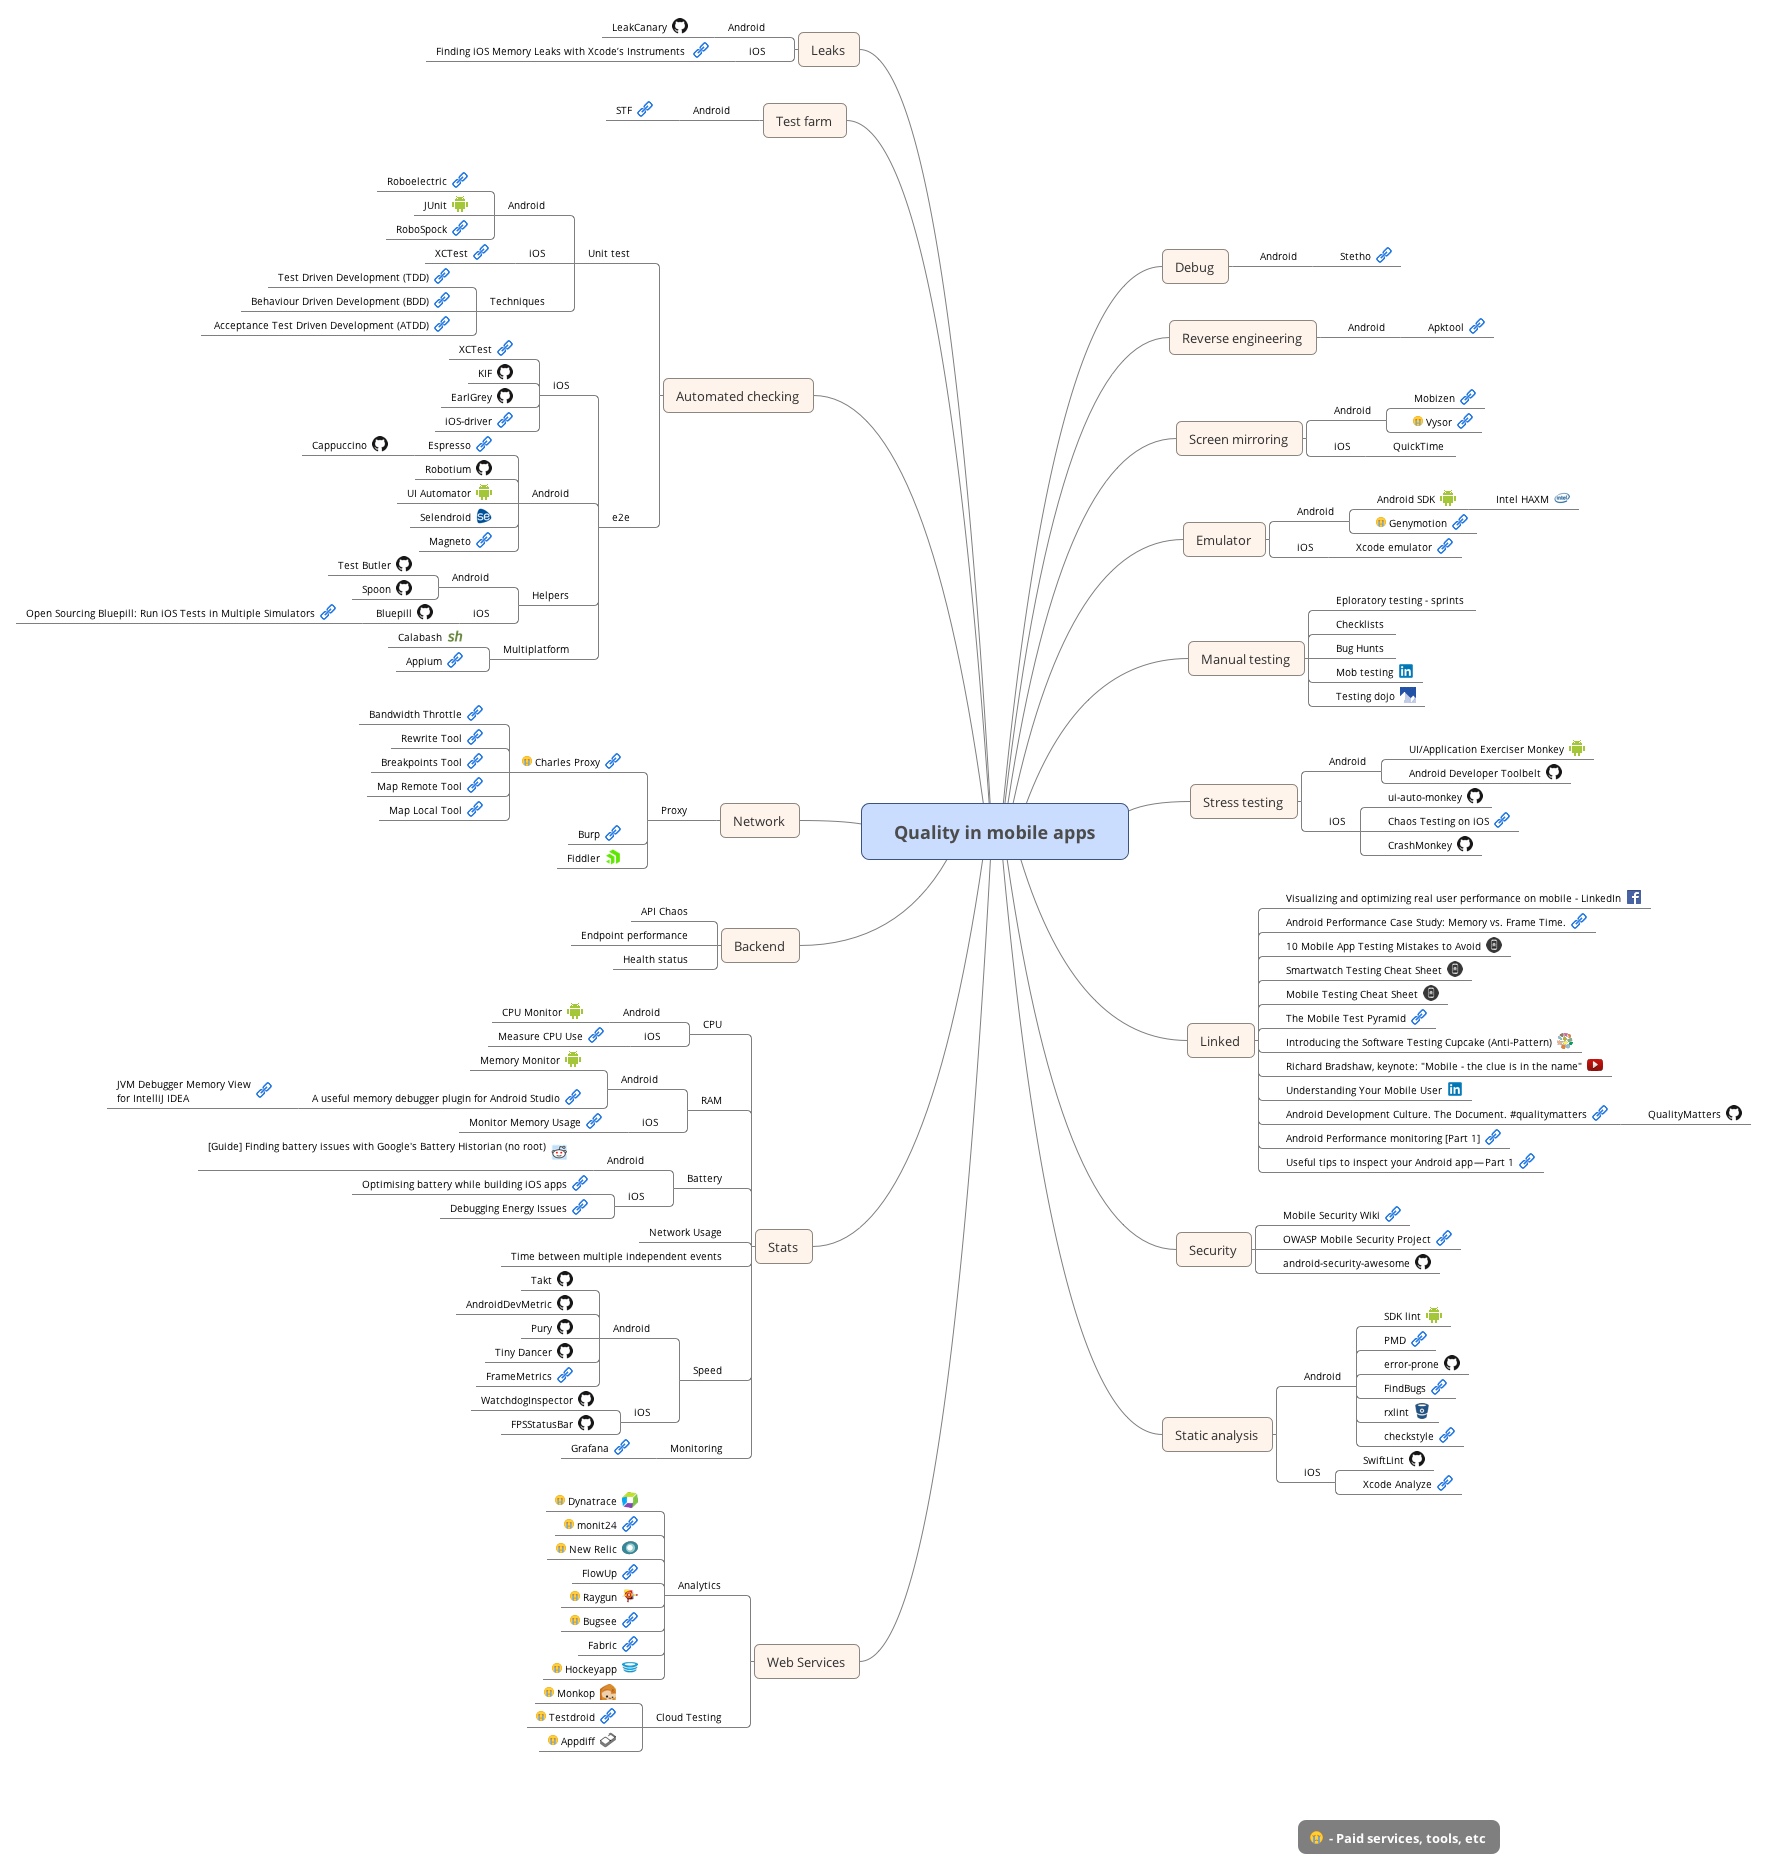 Quality in mobile apps
Leaks
Android
LeakCanary
iOS
Finding iOS Memory Leaks with Xcode's Instruments
Test farm
Android
STF
Automated checking
Unit test
Android
Roboelectric
JUnit
RoboSpock
iOS
XCTest
Techniques
Test Driven Development (TDD)
Behaviour Driven Development (BDD)
Acceptance Test Driven Development (ATDD)
e2e
iOS
XCTest
KIF
EarlGrey
iOS-driver
Android
Espresso
Cappuccino
Robotium
UI Automator
Selendroid
se
Magneto
Helpers
Android
Test Butler
Spoon
iOS
Bluepill
Open Sourcing Bluepill: Run iOS Tests in Multiple Simulators
Multiplatform
Calabash
sh
Appium
Network
Proxy
Charles Proxy
Bandwidth Throttle
Rewrite Tool
Breakpoints Tool
Map Remote Tool
Map Local Tool
Burp
Fiddler
Backend
API Chaos
Endpoint performance
Health status
Stats
CPU
Android
CPU Monitor
iOS
Measure CPU Use
RAM
Android
Memory Monitor
A useful memory debugger plugin for Android Studio
JVM Debugger Memory View
for IntelliJ IDEA
iOS
Monitor Memory Usage
Battery
Android
[Guide] Finding battery issues with Google's Battery Historian (no root)
iOS
Optimising battery while building iOS apps
Debugging Energy Issues
Network Usage
Time between multiple independent events
Speed
Android
Takt
AndroidDevMetric
Pury
Tiny Dancer
FrameMetrics
iOS
WatchdogInspector
FPSStatusBar
Monitoring
Grafana
Web Services
Analytics
Dynatrace
monit24
New Relic
FlowUp
Raygun
Bugsee
Fabric
Hockeyapp
Cloud Testing
Monkop
Testdroid
Appdiff
Debug
Android
Stetho
Reverse engineering
Android
Apktool
Screen mirroring
Android
Mobizen
Vysor
iOS
QuickTime
Emulator
Android
Android SDK
Intel HAXM
intel
Genymotion
iOS
Xcode emulator
Manual testing
Eploratory testing - sprints
Checklists
Bug Hunts
Mob testing
in
Testing dojo
Stress testing
Android
UI/Application Exerciser Monkey
Android Developer Toolbelt
iOS
ui-auto-monkey
Chaos Testing on iOS
CrashMonkey
Linked
Visualizing and optimizing real user performance on mobile - LinkedIn
f
Android Performance Case Study: Memory vs. Frame Time.
10 Mobile App Testing Mistakes to Avoid
Smartwatch Testing Cheat Sheet
Mobile Testing Cheat Sheet
The Mobile Test Pyramid
Introducing the Software Testing Cupcake (Anti-Pattern)
Richard Bradshaw, keynote: "Mobile - the clue is in the name"
Understanding Your Mobile User
in
Android Development Culture. The Document. #qualitymatters
QualityMatters
Android Performance monitoring [Part 1]
Useful tips to inspect your Android app — Part 1
Security
Mobile Security Wiki
OWASP Mobile Security Project
android-security-awesome
Static analysis
Android
SDK lint
PMD
error-prone
FindBugs
rxlint
checkstyle
iOS
SwiftLint
Xcode Analyze
- Paid services, tools, etc